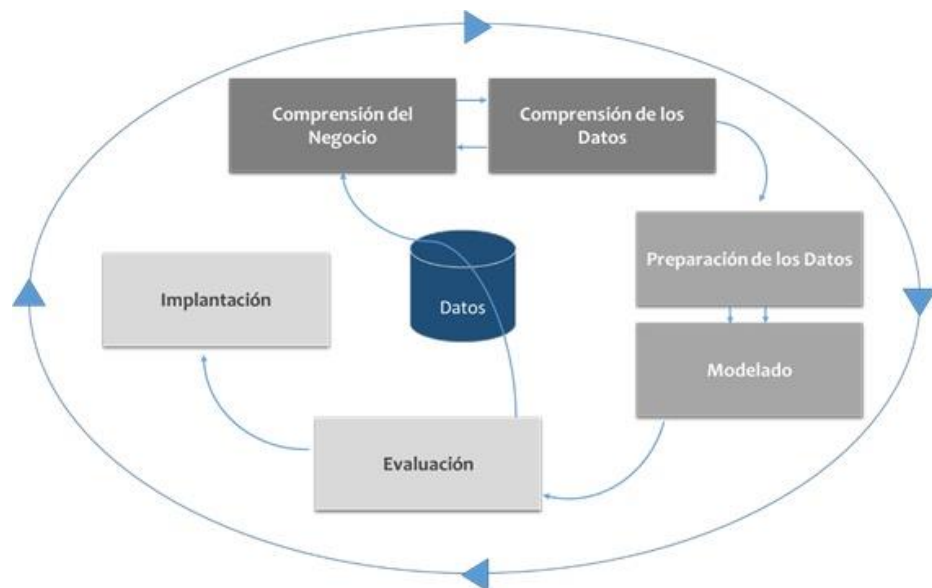 Comprensión del
Negocio
Comprensión de los
Datos
Preparación de los Datos
Implantación
Datos
Modelado
Evaluación